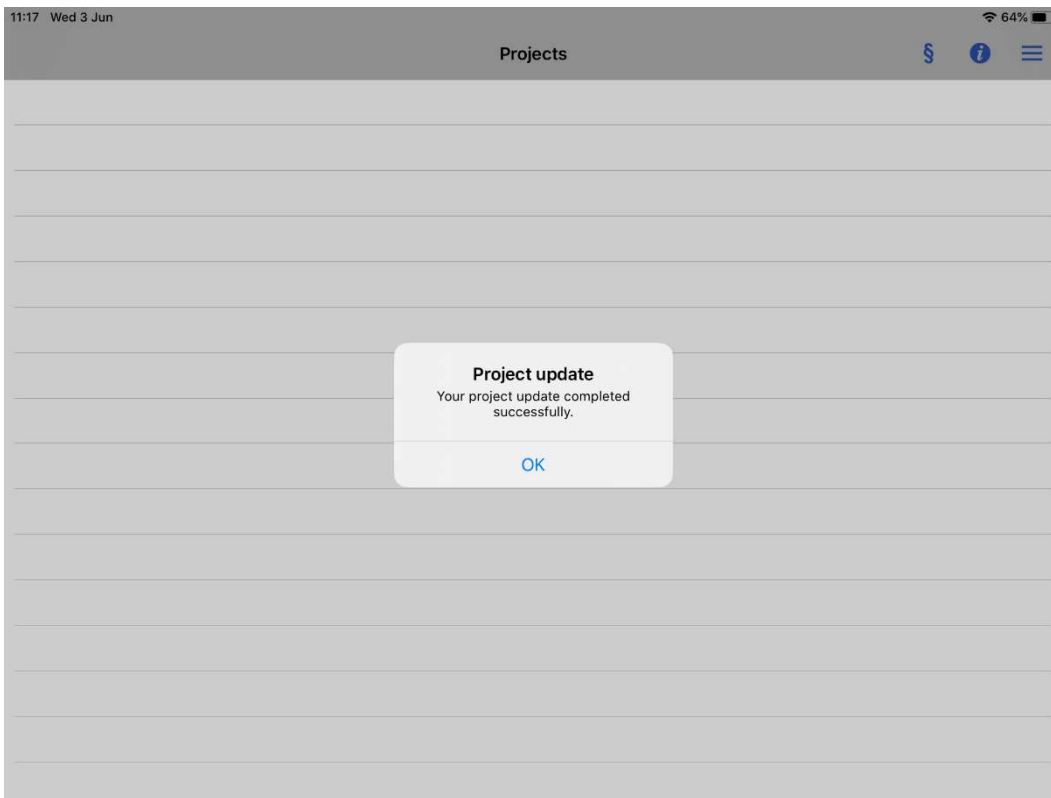 11:17 Wed 3 Jun
64%
Projects
§
Project update
Your project update completed
successfully.
OK